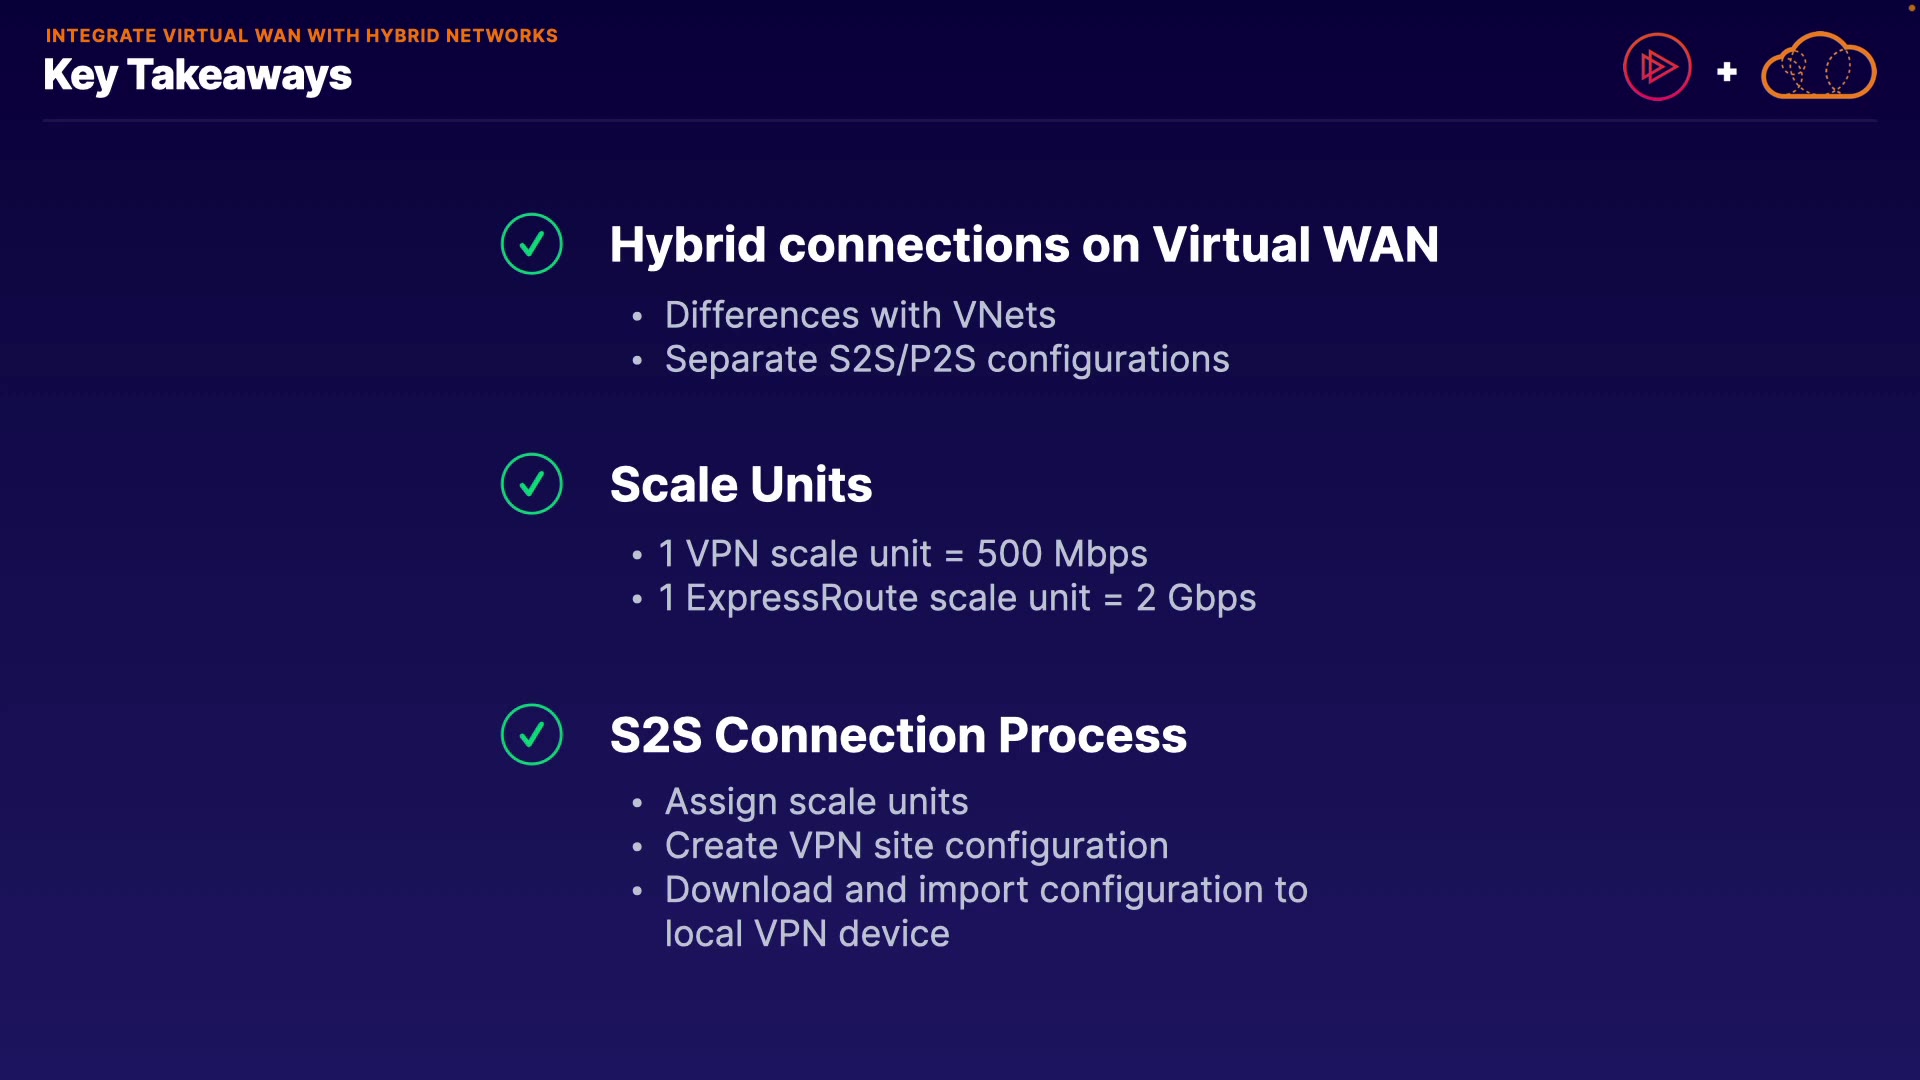 INTEGRATE VIRTUAL WAN WITH HYBRID NETWORKS
Key Takeaways
+
Hybrid connections on Virtual WAN
• Differences with VNets
• Separate S2S/P2S configurations
Scale Units
• 1 VPN scale unit = 500 Mbps
• 1 ExpressRoute scale unit = 2 Gbps
S2S Connection Process
• Assign scale units
• Create VPN site configuration
• Download and import configuration to
local VPN device